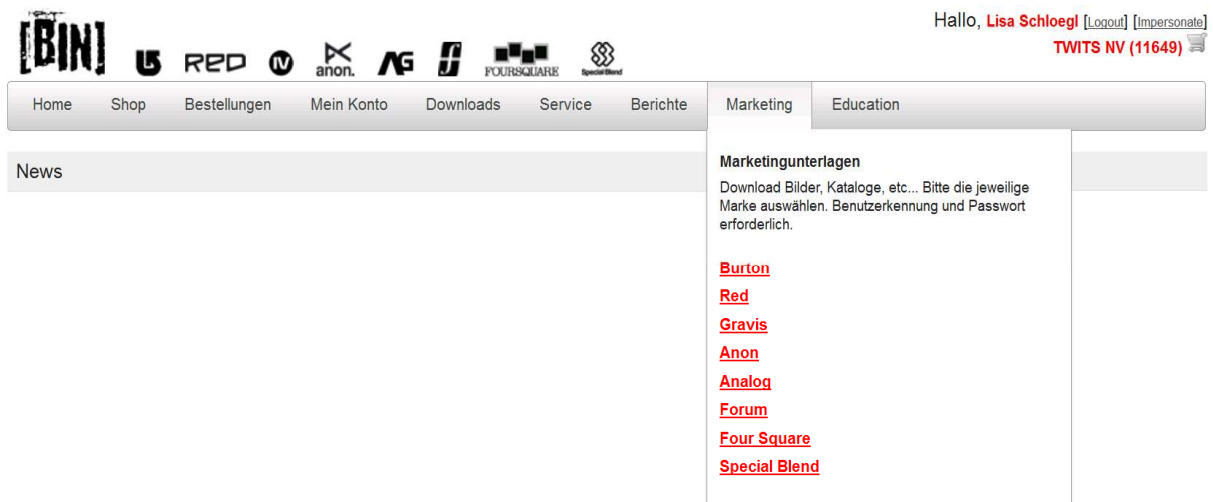 [BIN]
RED
anon.
AG
FOURSQUARE
Special Blend
Hallo, Lisa Schloegl [Logout] [Impersonate]
TWITS NV (11649)
Home Shop Bestellungen Mein Konto Downloads Service Berichte Marketing Education
News
Marketingunterlagen
Download Bilder, Kataloge, etc... Bitte die jeweilige
Marke auswählen. Benutzerkennung und Passwort
erforderlich.
Burton
Red
Gravis
Anon
Analog
Forum
Four Square
Special Blend